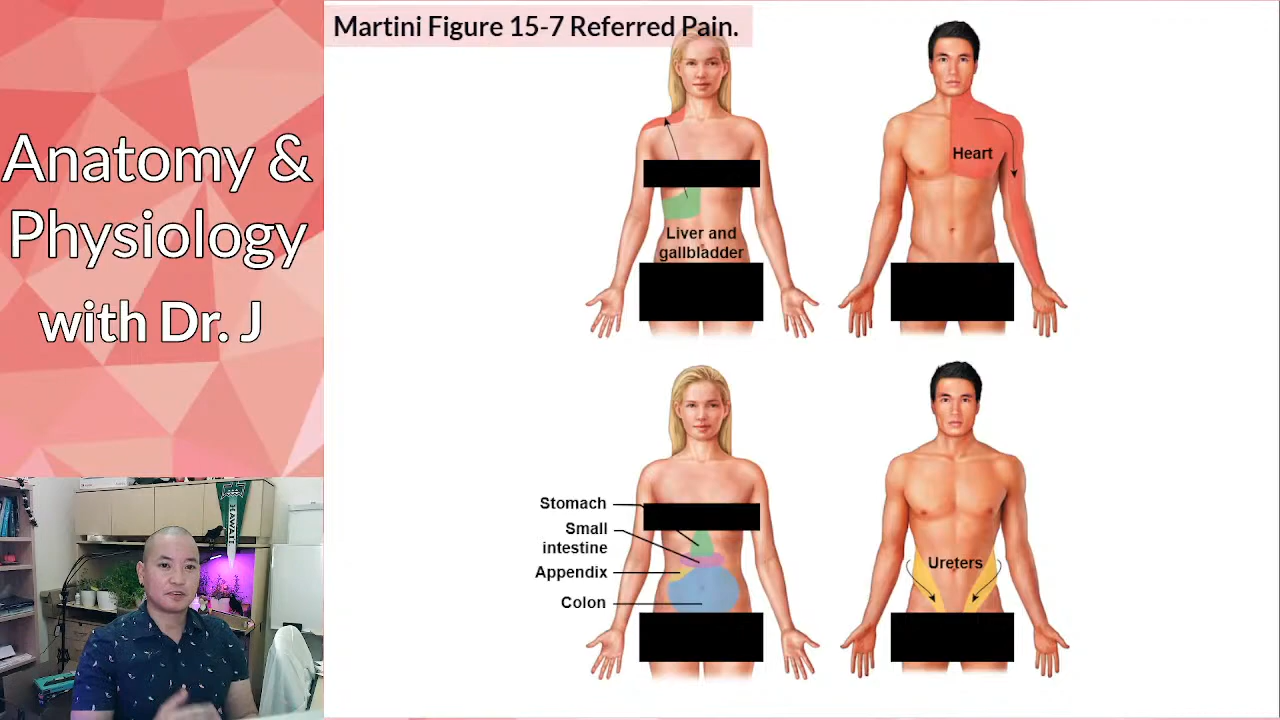 Martini Figure 15-7 Referred Pain.
Anatomy &
Physiology
with Dr. J
Heart
Liver and
gallbladder
Stomach
Small
intestine
Appendix
Colon
Ureters
HAWAI'I